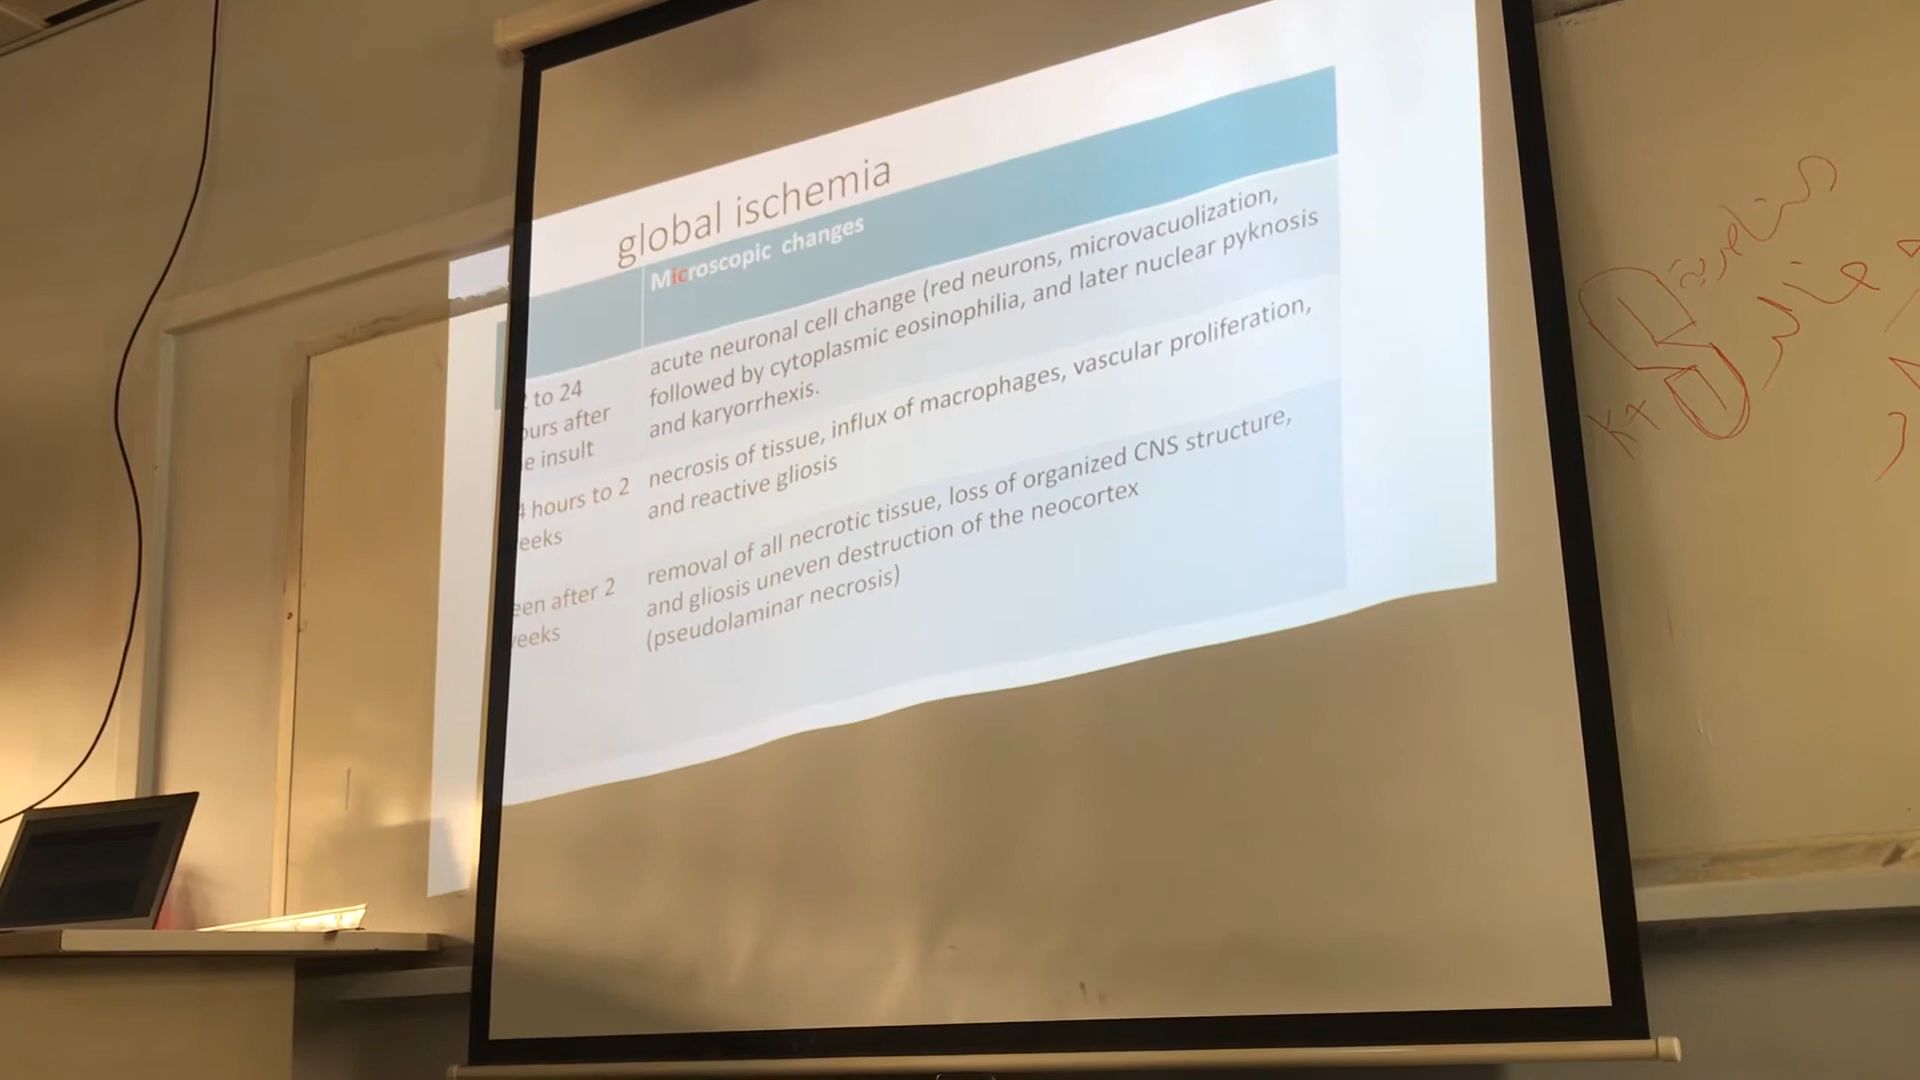 global ischemia
Microscopic changes
to 24
ours after
e insult
acute neuronal cell change (red neurons, microvacuolization,
followed by cytoplasmic eosinophilia, and later nuclear pyknosis
and karyorrhexis.
hours to 2
eeks
necrosis of tissue, influx of macrophages, vascular proliferation,
and reactive gliosis
een after 2
eeks
removal of all necrotic tissue, loss of organized CNS structure,
and gliosis uneven destruction of the neocortex
(pseudolaminar necrosis)